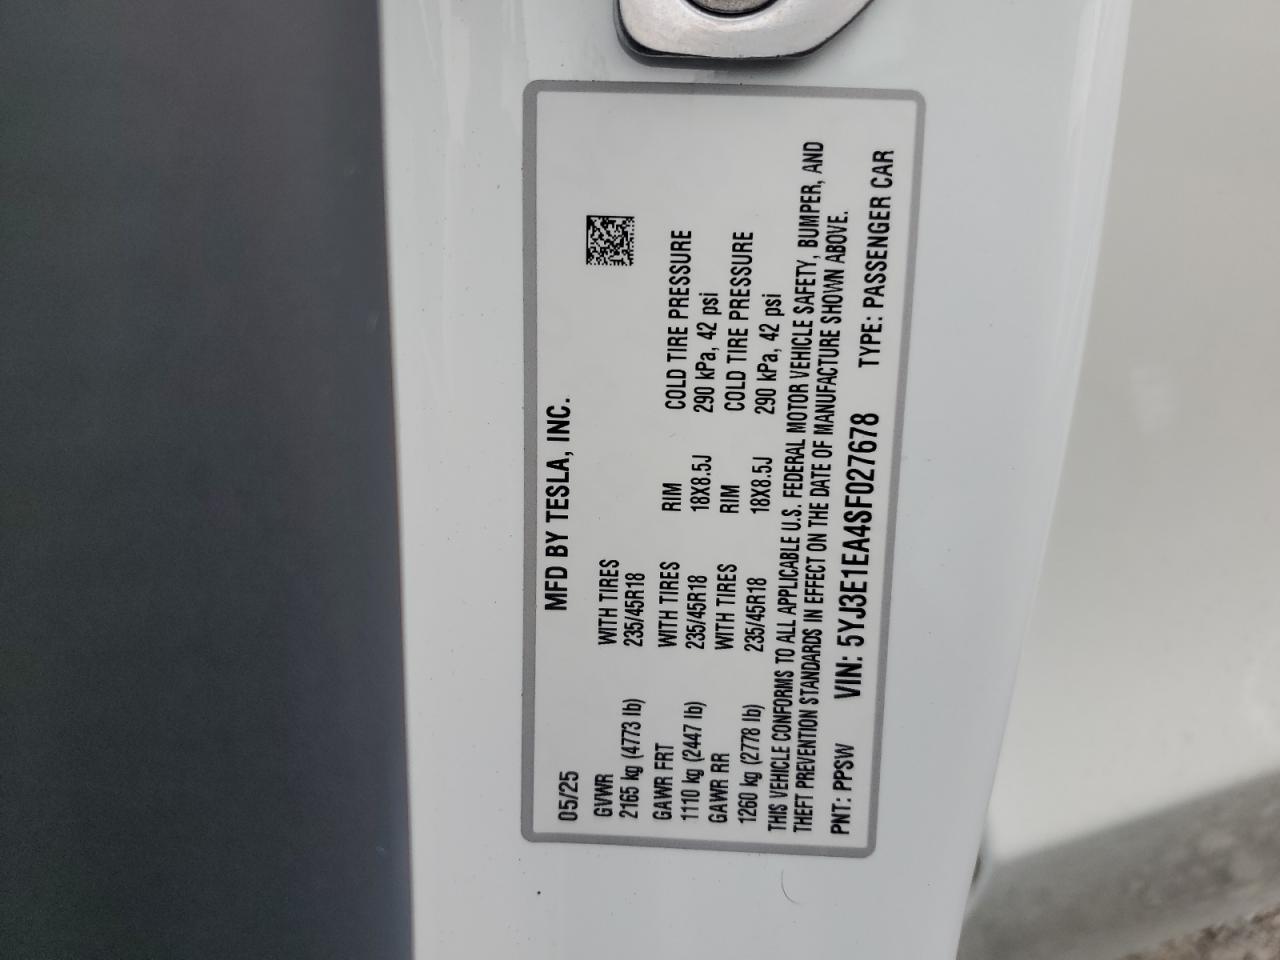 05/25 MFD BY TESLA, INC.
GVWR WITH TIRES
2165 kg (4773 lb) 235/45R18
GAWR FRT WITH TIRES RIM COLD TIRE PRESSURE
1110 kg (2447 lb) 235/45R18 18X8.5J 290 kPa, 42 psi
GAWR RR WITH TIRES RIM COLD TIRE PRESSURE
1260 kg (2778 lb) 235/45R18 18X8.5J 290 kPa, 42 psi
THIS VEHICLE CONFORMS TO ALL APPLICABLE U.S. FEDERAL MOTOR VEHICLE SAFETY, BUMPER, AND
THEFT PREVENTION STANDARDS IN EFFECT ON THE DATE OF MANUFACTURE SHOWN ABOVE.
PNT: PPSW VIN: 5YJ3E1EA4SF027678 TYPE: PASSENGER CAR